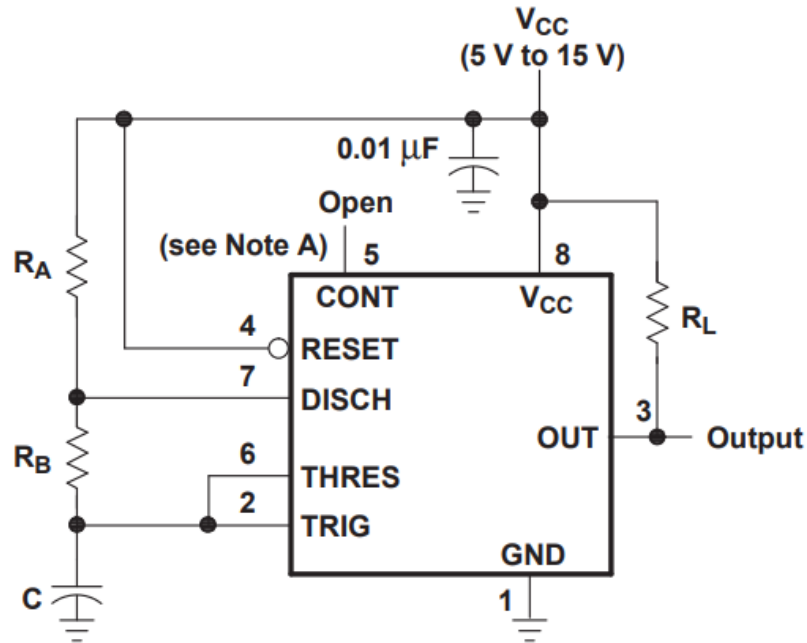 VCC
(5 V to 15 V)
0.01 μF
Open
(see Note A)
5
8
RA
CONT
VCC
RL
4
RESET
7
DISCH
3
RB
OUT
Output
6
THRES
2
TRIG
GND
C
1